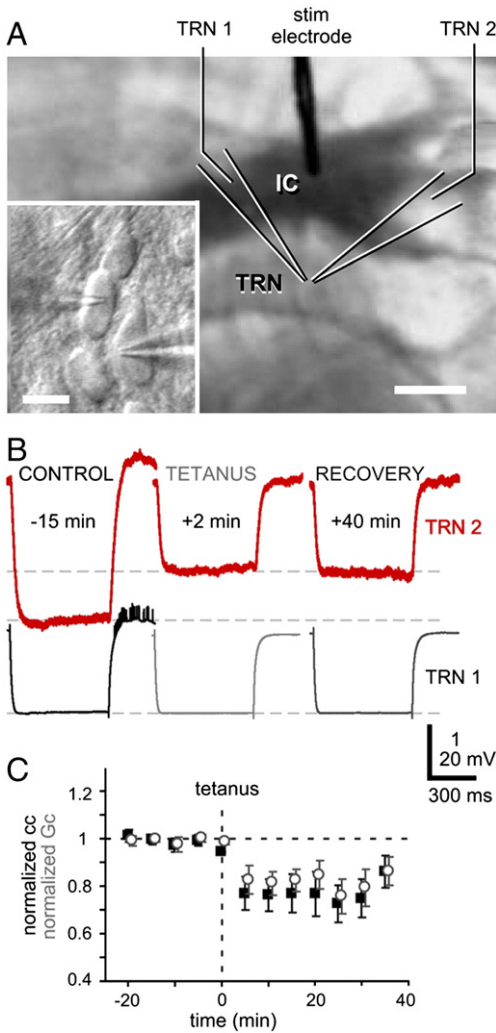 A
TRN 1
stim
electrode
TRN 2
IC
TRN
B
CONTROL
TETANUS
RECOVERY
-15 min
+2 min
+40 min
TRN 2
TRN 1
1
20 mV
300 ms
C
tetanus
normalized cc
normalized Gc
1.2
1
0.8
0.6
0.4
-20
0
20
40
time (min)